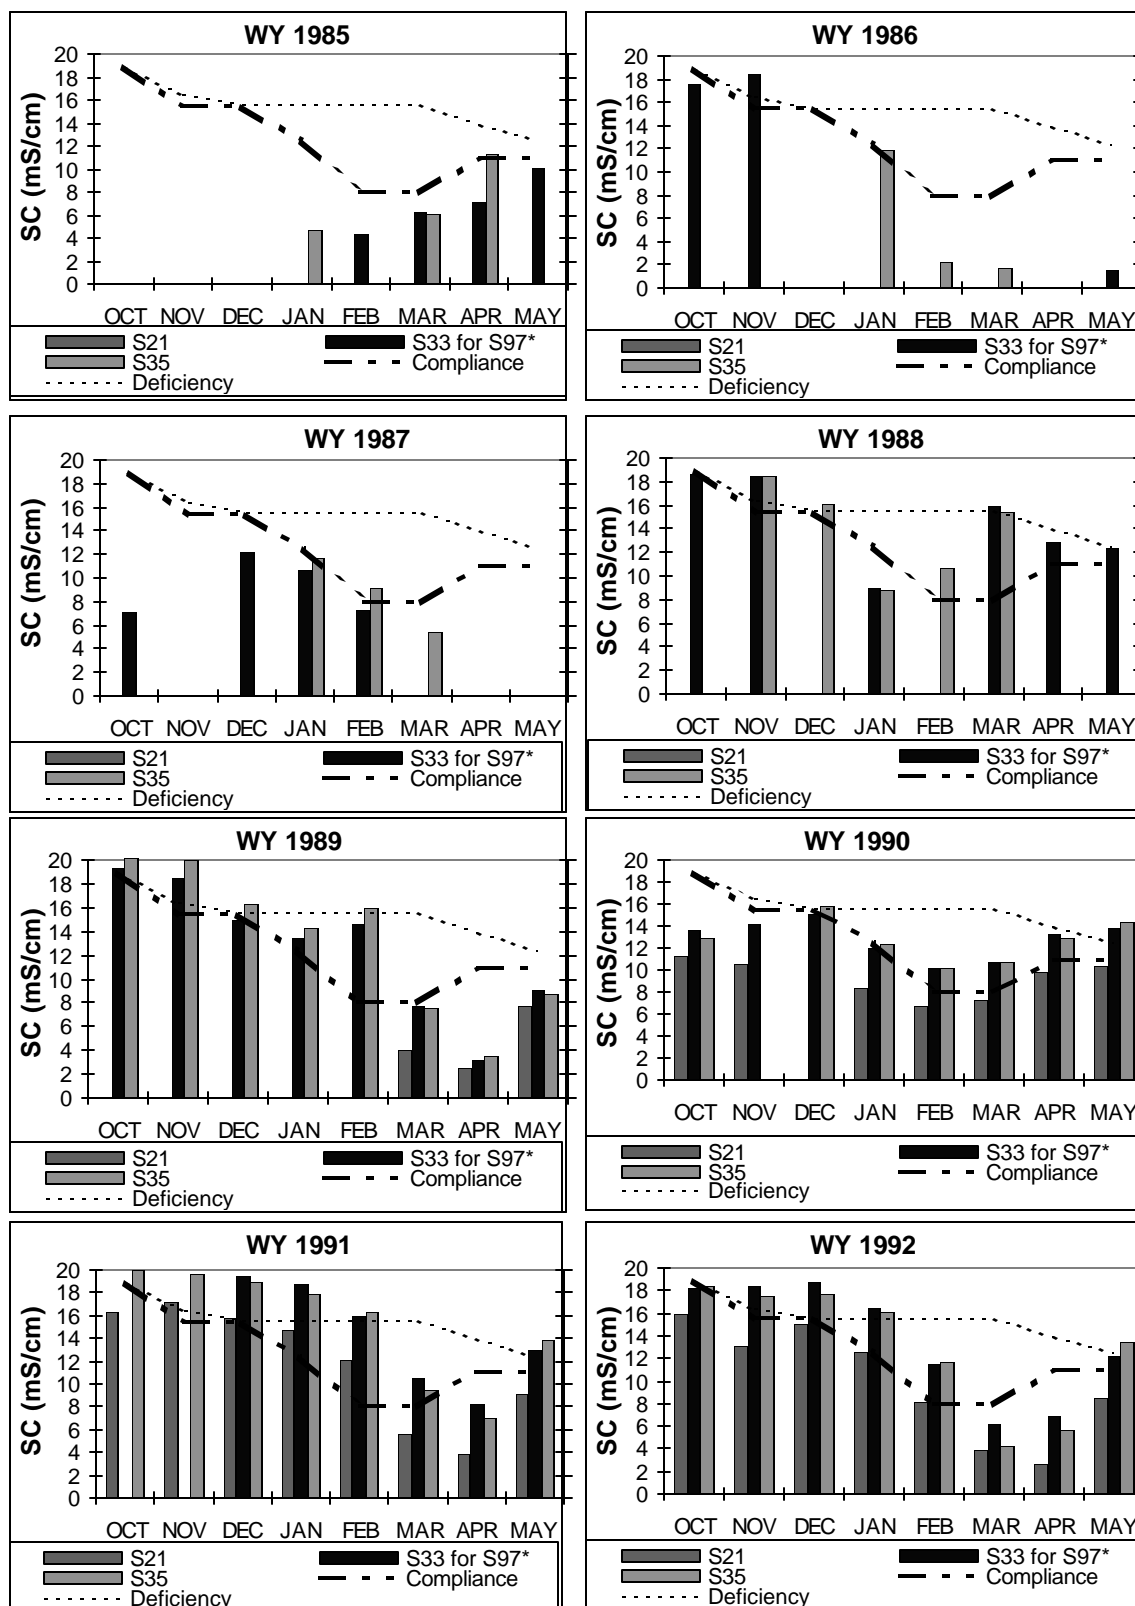 WY 1985
SC (mS/cm)
20
18
16
14
12
10
8
6
4
2
0
OCT NOV DEC JAN FEB MAR APR MAY
S21 S33 for S97*
S35 Compliance
Deficiency
WY 1986
SC (mS/cm)
20
18
16
14
12
10
8
6
4
2
0
OCT NOV DEC JAN FEB MAR APR MAY
S21 S33 for S97*
S35 Compliance
Deficiency
WY 1987
SC (mS/cm)
20
18
16
14
12
10
8
6
4
2
0
OCT NOV DEC JAN FEB MAR APR MAY
S21 S33 for S97*
S35 Compliance
Deficiency
WY 1988
SC (mS/cm)
20
18
16
14
12
10
8
6
4
2
0
OCT NOV DEC JAN FEB MAR APR MAY
S21 S33 for S97*
S35 Compliance
Deficiency
WY 1989
SC (mS/cm)
20
18
16
14
12
10
8
6
4
2
0
OCT NOV DEC JAN FEB MAR APR MAY
S21 S33 for S97*
S35 Compliance
Deficiency
WY 1990
SC (mS/cm)
20
18
16
14
12
10
8
6
4
2
0
OCT NOV DEC JAN FEB MAR APR MAY
S21 S33 for S97*
S35 Compliance
Deficiency
WY 1991
SC (mS/cm)
20
18
16
14
12
10
8
6
4
2
0
OCT NOV DEC JAN FEB MAR APR MAY
S21 S33 for S97*
S35 Compliance
Deficiency
WY 1992
SC (mS/cm)
20
18
16
14
12
10
8
6
4
2
0
OCT NOV DEC JAN FEB MAR APR MAY
S21 S33 for S97*
S35 Compliance
Deficiency